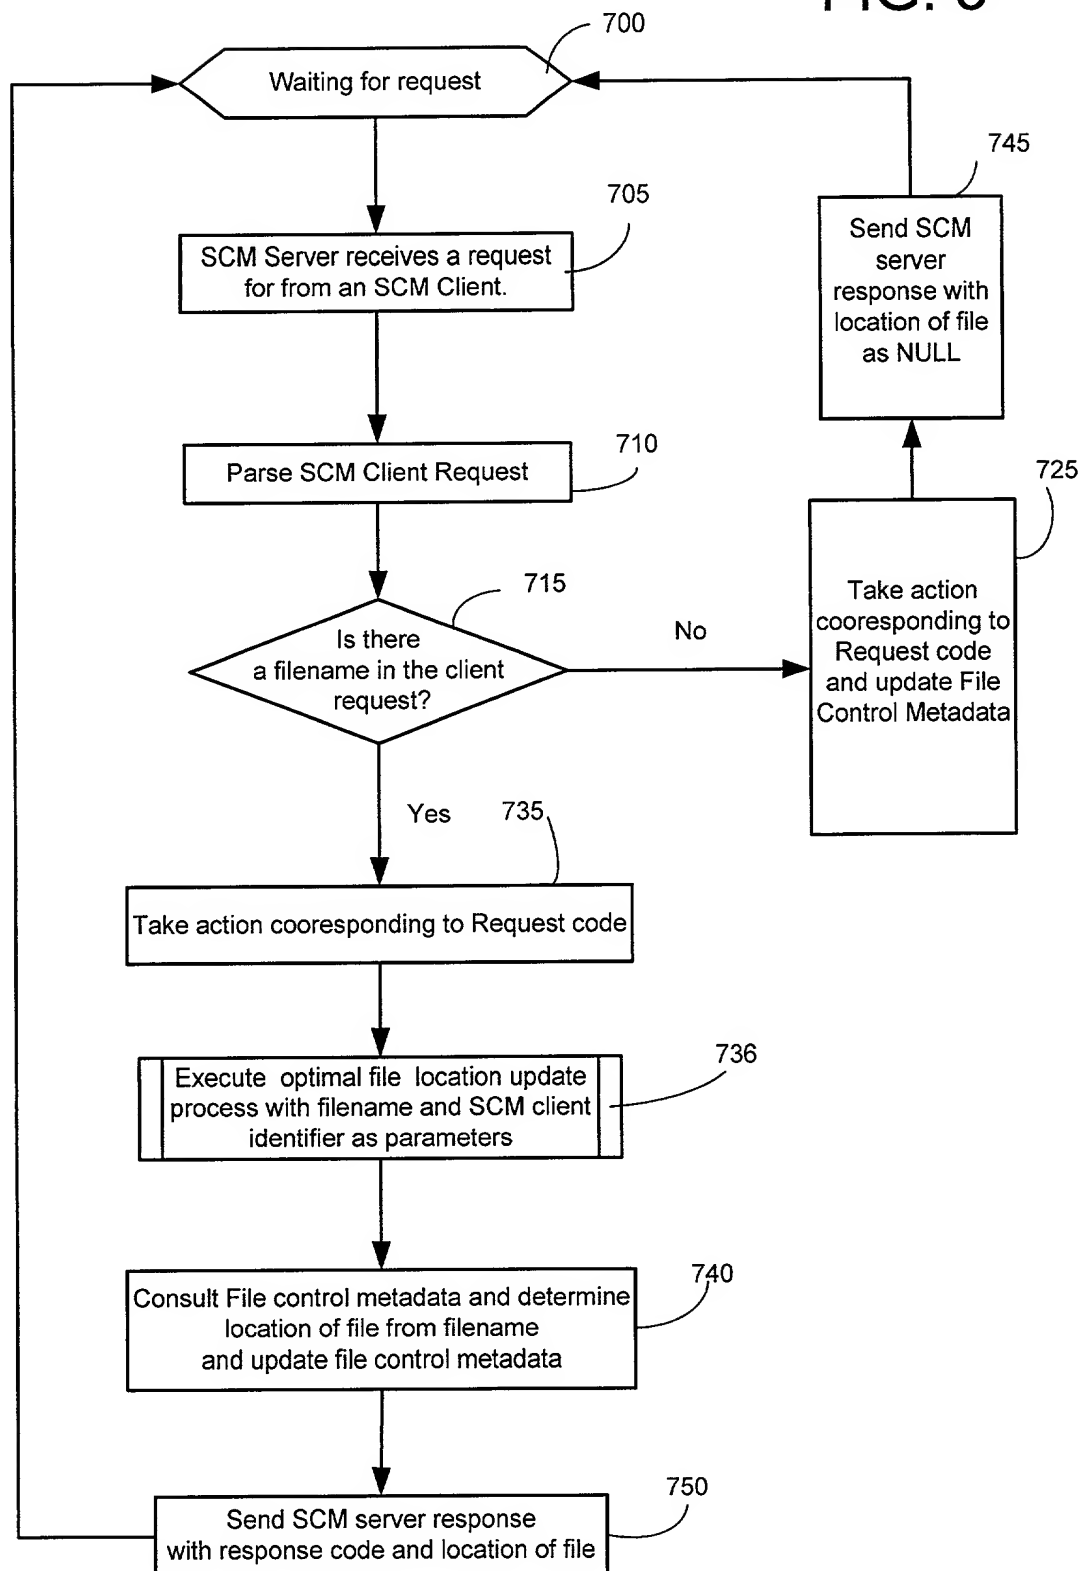 700
Waiting for request
745
705
Send SCM
server
response with
location of file
as NULL
SCM Server receives a request
for from an SCM Client.
710
Parse SCM Client Request
725
715
Take action
cooresponding to
Request code
and update File
Control Metadata
Is there
a filename in the client
request?
No
Yes
735
Take action cooresponding to Request code
736
Execute optimal file location update
process with filename and SCM client
identifier as parameters
740
Consult File control metadata and determine
location of file from filename
and update file control metadata
750
Send SCM server response
with response code and location of file